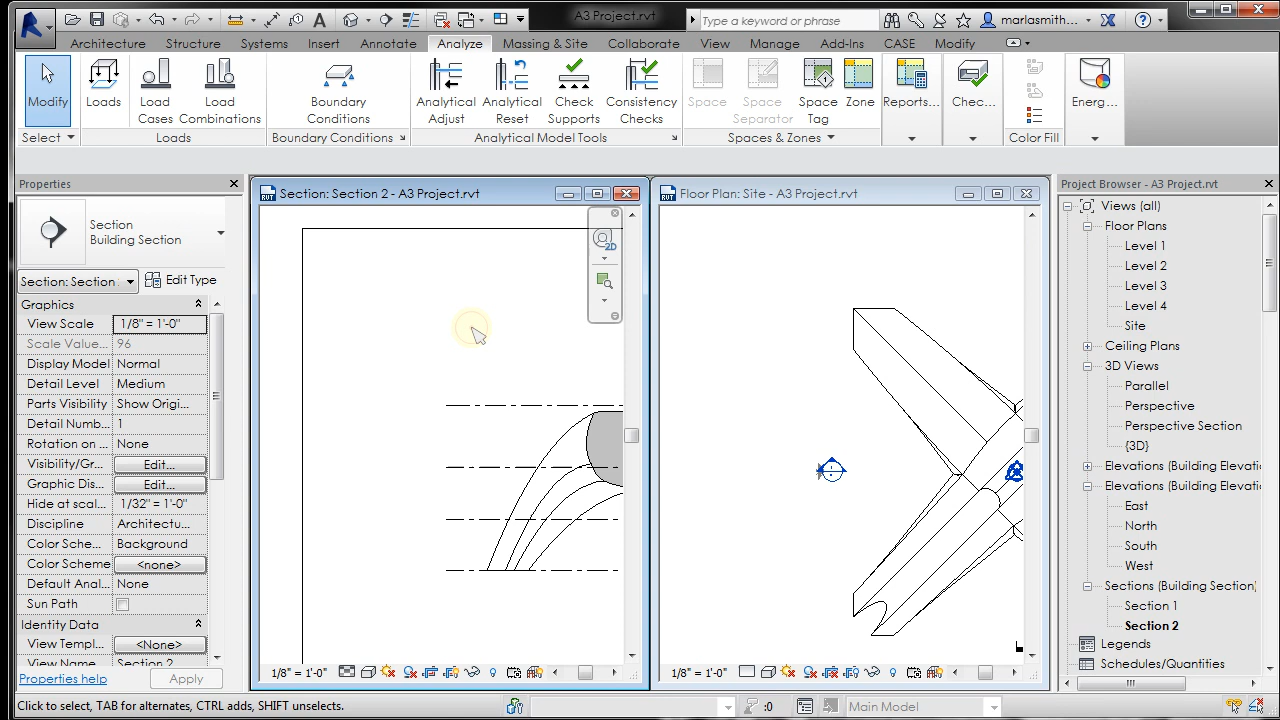 A3 Project.rvt
Type a keyword or phrase
marlasmith...
Architecture Structure Systems Insert Annotate Analyze Massing & Site Collaborate View Manage Add-Ins CASE Modify
Modify
Loads
Load Cases
Load Combinations
Boundary Conditions
Analytical Adjust
Analytical Reset
Check Supports
Consistency Checks
Space
Space Separator
Space Tag
Zone
Reports...
Chec...
Energ...
Select
Loads
Boundary Conditions
Analytical Model Tools
Spaces & Zones
Color Fill
Properties
Section
Building Section
Section: Section
Edit Type
Graphics
View Scale 1/8" = 1'-0"
Scale Value... 96
Display Model Normal
Detail Level Medium
Parts Visibility Show Origi...
Detail Numb... 1
Rotation on ... None
Visibility/Gr... Edit...
Graphic Dis... Edit...
Hide at scal... 1/32" = 1'-0"
Discipline Architectu...
Color Sche... Background
Color Scheme <none>
Default Anal... None
Sun Path
Identity Data
View Templ... <None>
View Name Section 2
Properties help
Apply
RVT Section: Section 2 - A3 Project.rvt
2D
1/8" = 1'-0"
RVT Floor Plan: Site - A3 Project.rvt
1/8" = 1'-0"
Project Browser - A3 Project.rvt
Views (all)
Floor Plans
Level 1
Level 2
Level 3
Level 4
Site
Ceiling Plans
3D Views
Parallel
Perspective
Perspective Section
{3D}
Elevations (Building Elevati
Elevations (Building Elevati
East
North
South
West
Sections (Building Section)
Section 1
Section 2
Legends
Schedules/Quantities
Click to select, TAB for alternates, CTRL adds, SHIFT unselects.
:0
Main Model